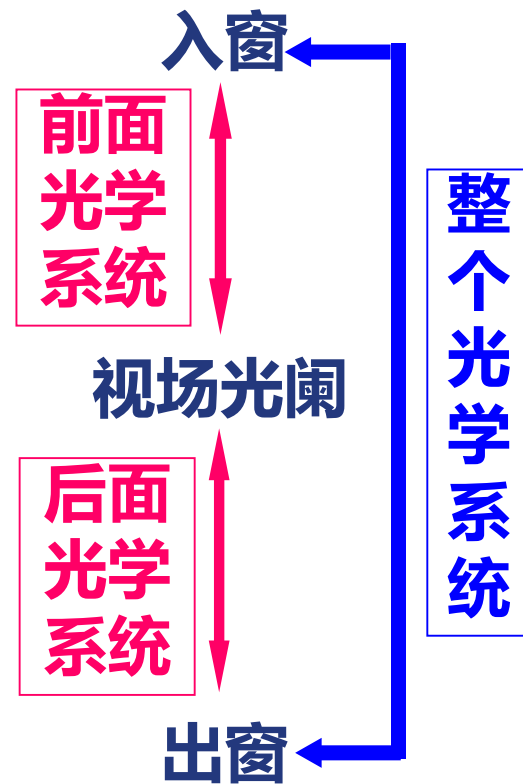 入窗
前面
光学
系统
视场光阑
后面
光学
系统
出窗
整
个
光
学
系
统